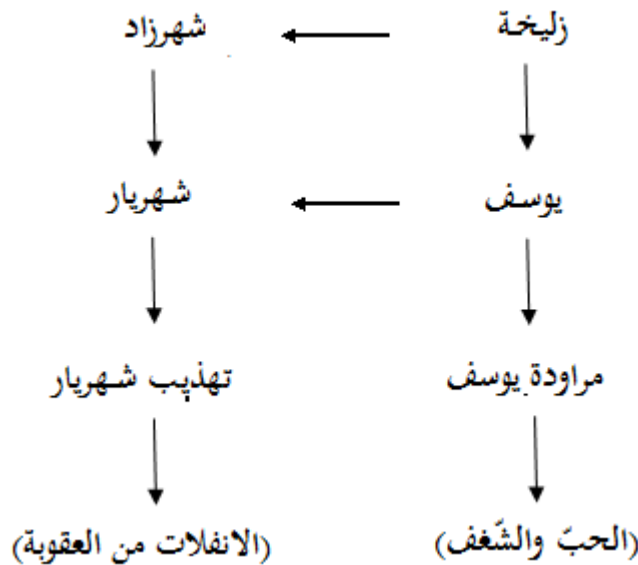 زليخة
شهرزاد
يوسف
شهريار
مراودة يوسف
تهذيب شهريار
(الحبّ والشّغف)
(الانفلات من العقوبة)